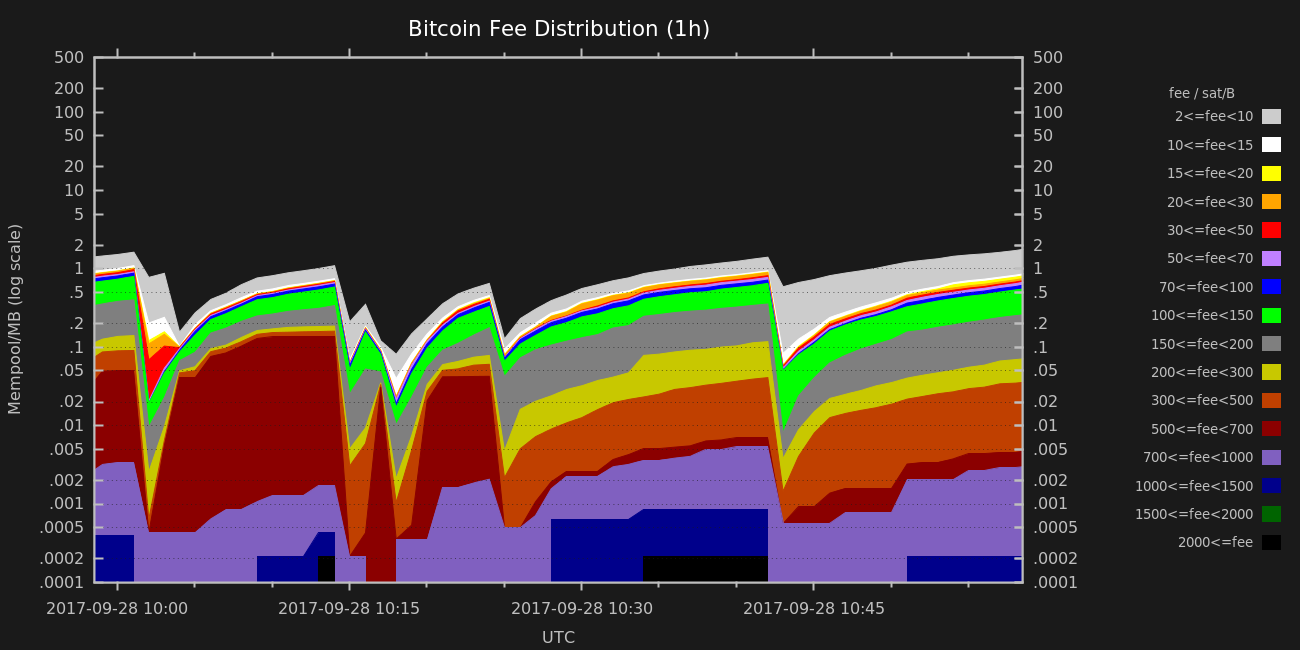 Bitcoin Fee Distribution (1h)
500
200
100
50
20
10
5
2
1
.5
.2
.1
.05
.02
.01
.005
.002
.001
.0005
.0002
.0001
Mempool/MB (log scale)
500
200
100
50
20
10
5
2
1
.5
.2
.1
.05
.02
.01
.005
.002
.001
.0005
.0002
.0001
2017-09-28 10:00
2017-09-28 10:15
2017-09-28 10:30
2017-09-28 10:45
UTC
fee / sat/B
2<=fee<10
10<=fee<15
15<=fee<20
20<=fee<30
30<=fee<50
50<=fee<70
70<=fee<100
100<=fee<150
150<=fee<200
200<=fee<300
300<=fee<500
500<=fee<700
700<=fee<1000
1000<=fee<1500
1500<=fee<2000
2000<=fee